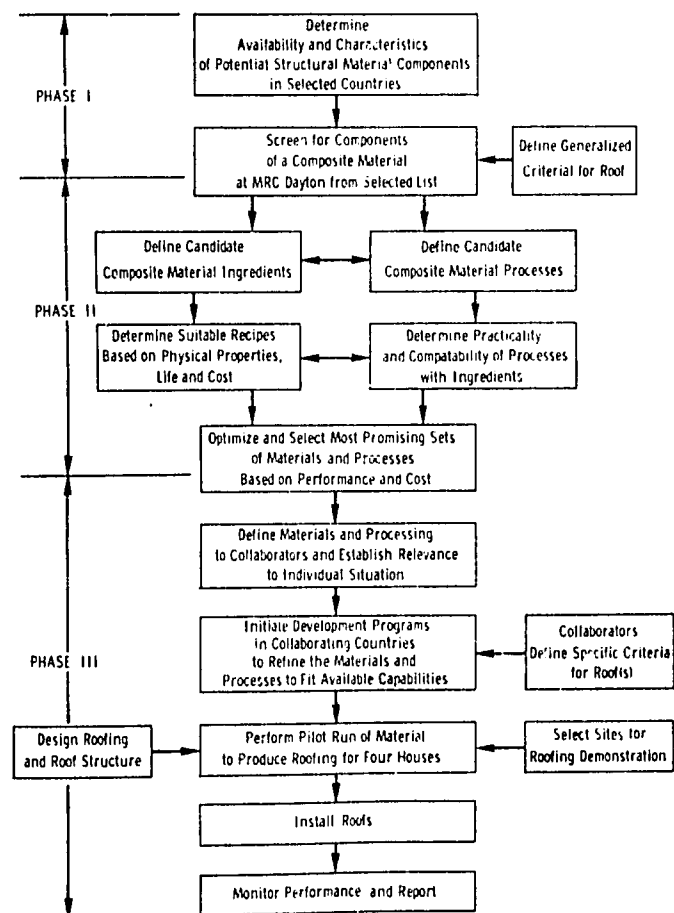 Determine
Availability and Characteristics
of Potential Structural Material Components
in Selected Countries
PHASE I
Screen for Components
of a Composite Material
at MRC Dayton from Selected List
Define Generalized
Criterial for Roof
Define Candidate
Composite Material Ingredients
Define Candidate
Composite Material Processes
PHASE II
Determine Suitable Recipes
Based on Physical Properties,
Life and Cost
Determine Practicality
and Compatability of Processes
with Ingredients
Optimize and Select Most Promising Sets
of Materials and Processes
Based on Performance and Cost
Define Materials and Processing
to Collaborators and Establish Relevance
to Individual Situation
PHASE III
Initiate Development Programs
in Collaborating Countries
to Refine the Materials and
Processes to Fit Available Capabilities
Collaborators
Define Specific Criteria
for Roof(s)
Design Roofing
and Roof Structure
Perform Pilot Run of Material
to Produce Roofing for Four Houses
Select Sites for
Roofing Demonstration
Install Roofs
Monitor Performance and Report